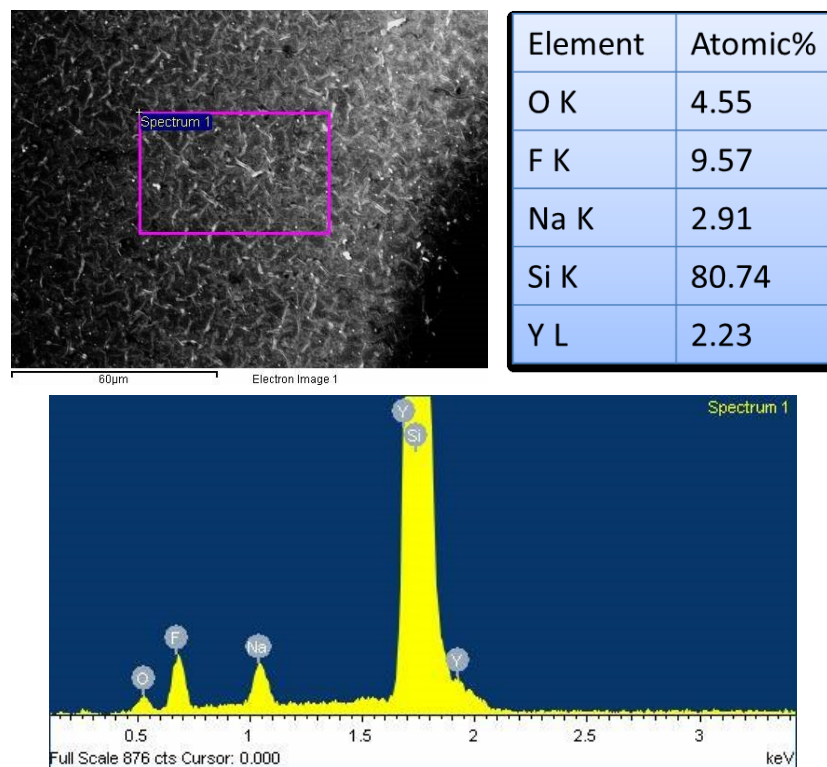 Spectrum 1
60µm
Electron Image 1
Element Atomic%
O K 4.55
F K 9.57
Na K 2.91
Si K 80.74
Y L 2.23
Spectrum 1
Y
Si
F
Na
O
Y
0.5 1 1.5 2 2.5 3
Full Scale 876 cts Cursor: 0.000 keV